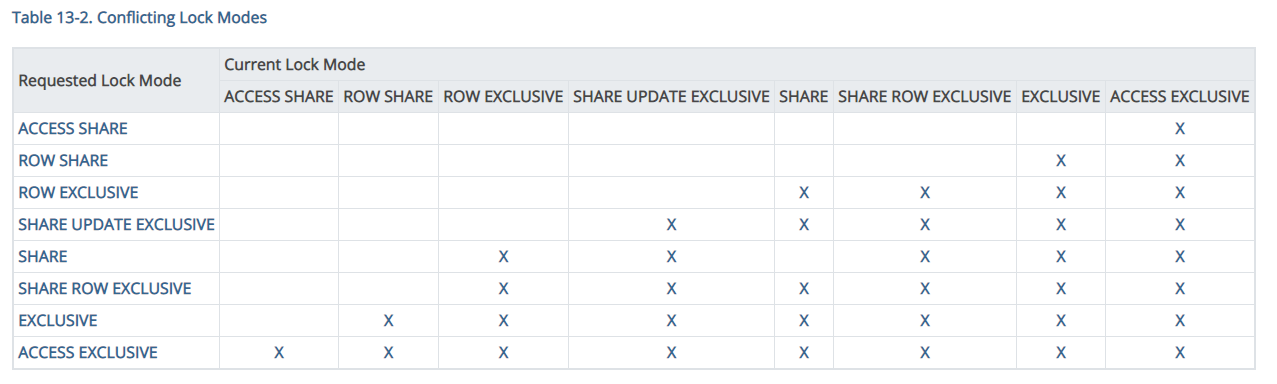 Table 13-2. Conflicting Lock Modes
Requested Lock Mode Current Lock Mode
ACCESS SHARE ROW SHARE ROW EXCLUSIVE SHARE UPDATE EXCLUSIVE SHARE SHARE ROW EXCLUSIVE EXCLUSIVE ACCESS EXCLUSIVE
ACCESS SHARE X
ROW SHARE X X
ROW EXCLUSIVE X X X X
SHARE UPDATE EXCLUSIVE X X X X X
SHARE X X X X X
SHARE ROW EXCLUSIVE X X X X X X
EXCLUSIVE X X X X X X X
ACCESS EXCLUSIVE X X X X X X X X